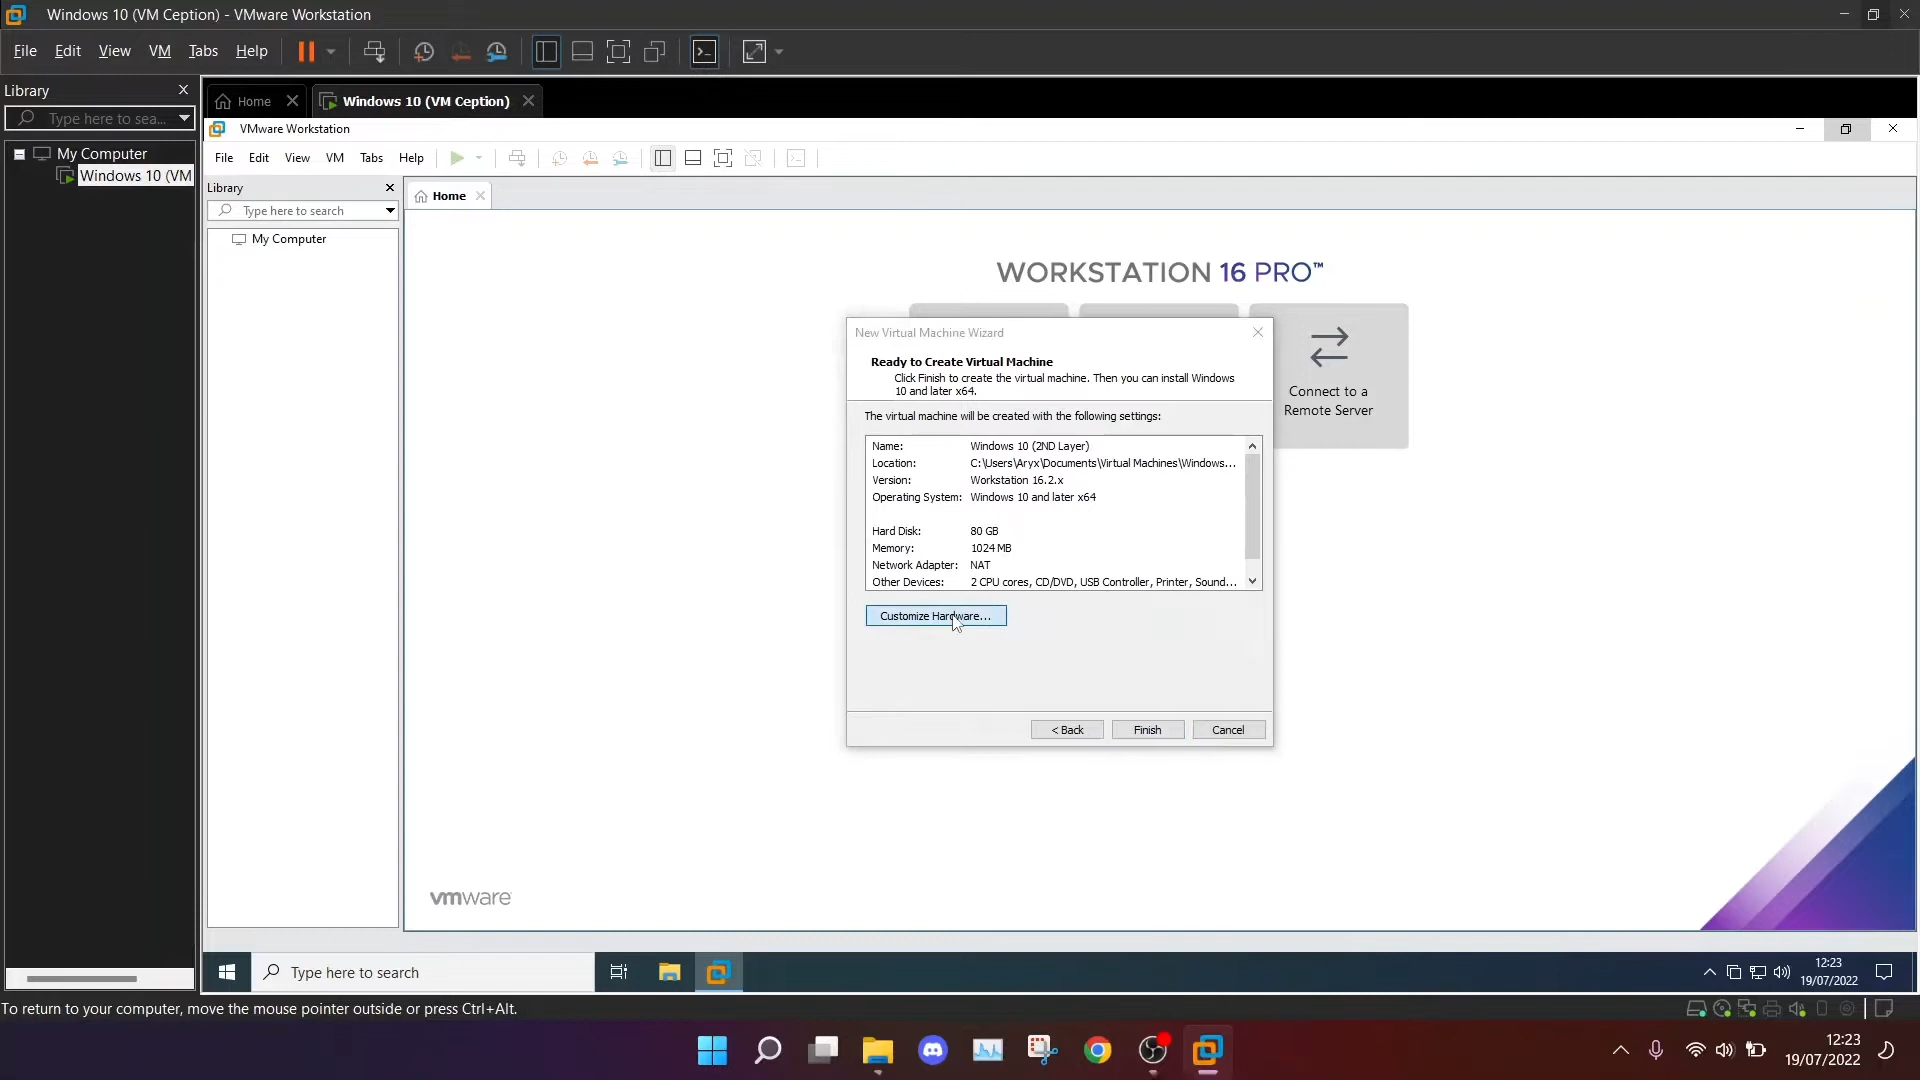 Windows 10 (VM Ception) - VMware Workstation
File Edit View VM Tabs Help
Library
Type here to sea...
My Computer
Windows 10 (VM
Home
Windows 10 (VM Ception)
VMware Workstation
File Edit View VM Tabs Help
Library
Type here to search
My Computer
Home
WORKSTATION 16 PRO™
Connect to a
Remote Server
New Virtual Machine Wizard
Ready to Create Virtual Machine
Click Finish to create the virtual machine. Then you can install Windows
10 and later x64.
The virtual machine will be created with the following settings:
Name: Windows 10 (2ND Layer)
Location: C:\Users\Aryx\Documents\Virtual Machines\Windows...
Version: Workstation 16.2.x
Operating System: Windows 10 and later x64
Hard Disk: 80 GB
Memory: 1024 MB
Network Adapter: NAT
Other Devices: 2 CPU cores, CD/DVD, USB Controller, Printer, Sound...
Customize Hardware...
< Back Finish Cancel
vmware
Type here to search
12:23
19/07/2022
To return to your computer, move the mouse pointer outside or press Ctrl+Alt.
12:23
19/07/2022